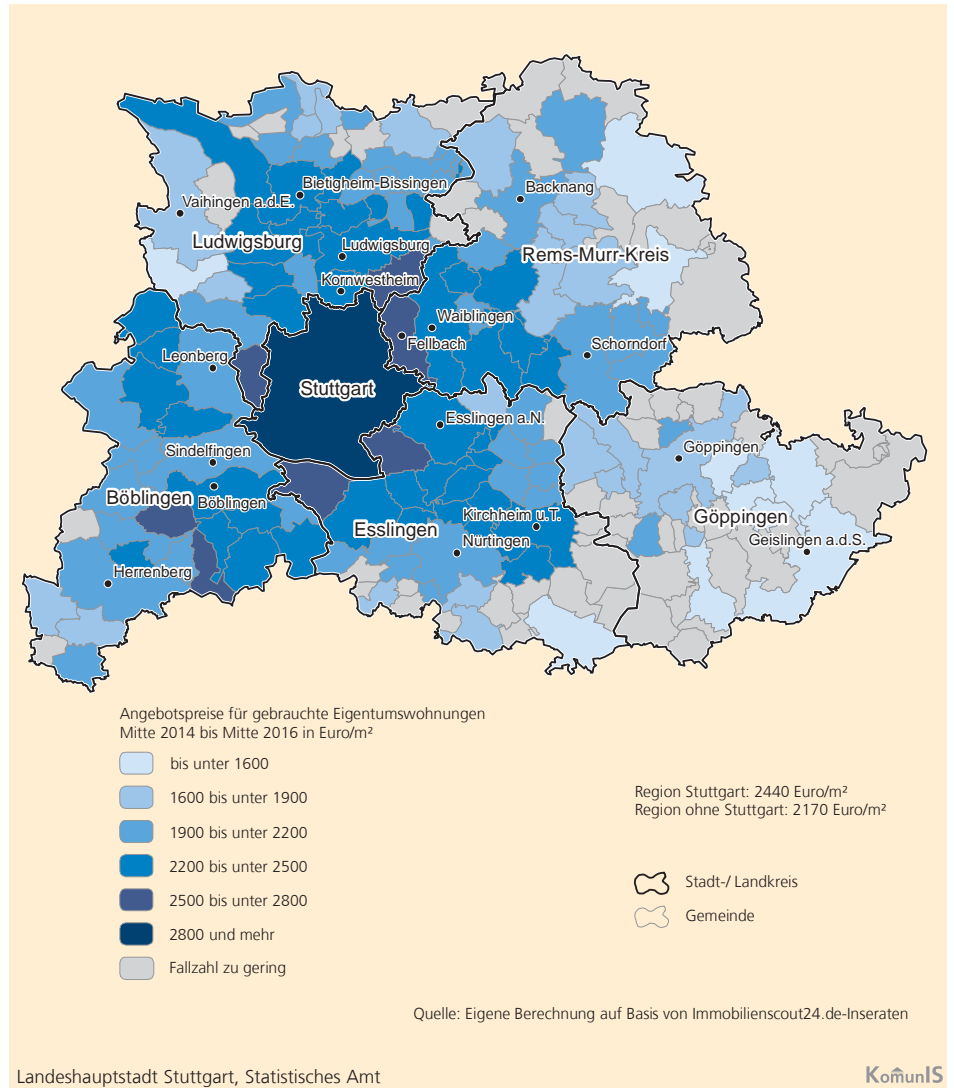 Bietigheim-Bissingen
Backnang
Vaihingen a.d.E.
Ludwigsburg
Ludwigsburg
Rems-Murr-Kreis
Kornwestheim
Waiblingen
Fellbach
Schorndorf
Leonberg
Stuttgart
Esslingen a.N.
Sindelfingen
Göppingen
Böblingen
Böblingen
Kirchheim u.T.
Göppingen
Esslingen
Nürtingen
Geislingen a.d.S.
Herrenberg
Angebotspreise für gebrauchte Eigentumswohnungen
Mitte 2014 bis Mitte 2016 in Euro/m²
bis unter 1600
1600 bis unter 1900
1900 bis unter 2200
2200 bis unter 2500
2500 bis unter 2800
2800 und mehr
Fallzahl zu gering
Region Stuttgart: 2440 Euro/m²
Region ohne Stuttgart: 2170 Euro/m²
Stadt-/ Landkreis
Gemeinde
Quelle: Eigene Berechnung auf Basis von Immobilienscout24.de-Inseraten
Landeshauptstadt Stuttgart, Statistisches Amt
KomunIS